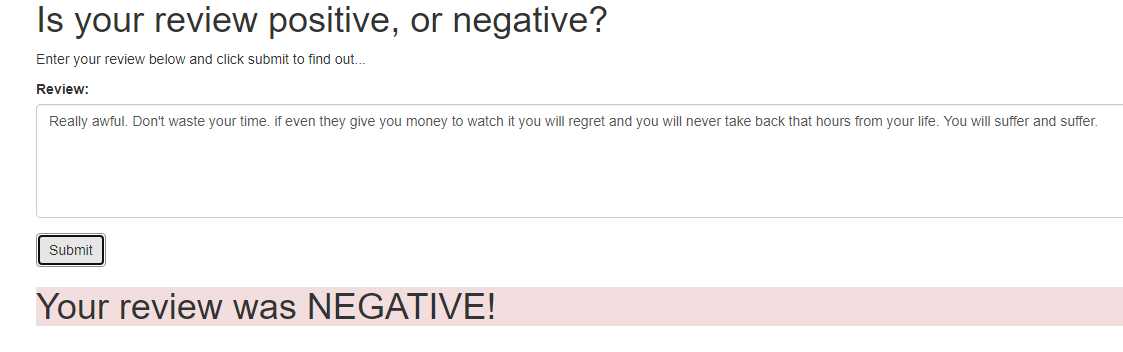 Is your review positive, or negative?
Enter your review below and click submit to find out...
Review:
Really awful. Don't waste your time. if even they give you money to watch it you will regret and you will never take back that hours from your life. You will suffer and suffer.
Submit
Your review was NEGATIVE!